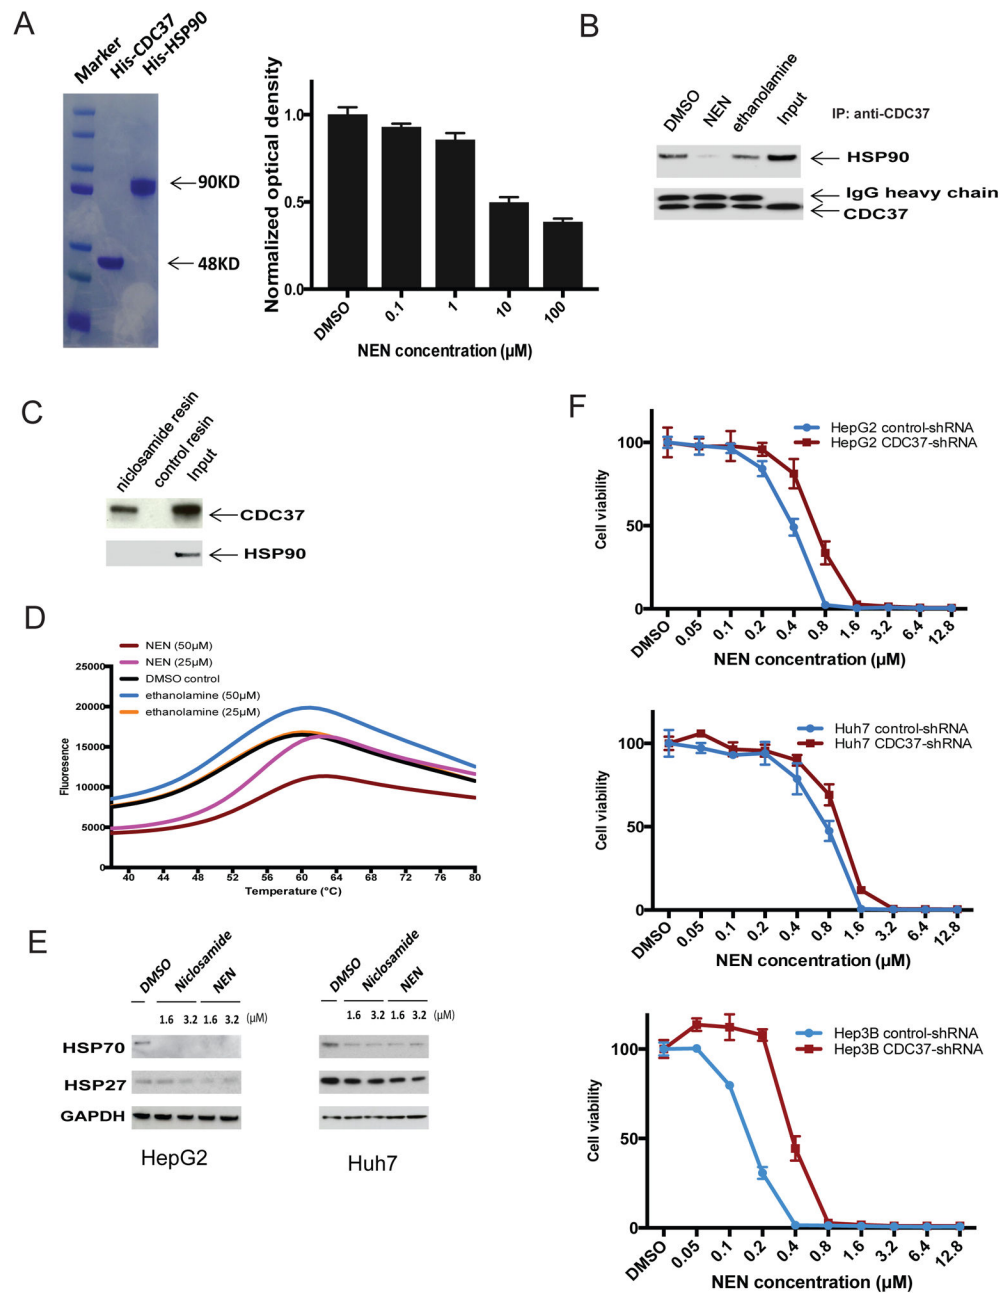 A
Marker
His-CDC37
His-HSP90
90KD
48KD
Normalized optical density
1.0
0.5
0.0
DMSO
0.1
1
10
100
NEN concentration (µM)
B
DMSO
NEN
ethanolamine
Input
IP: anti-CDC37
HSP90
IgG heavy chain
CDC37
C
niclosamide resin
control resin
Input
CDC37
HSP90
D
NEN (50µM)
NEN (25µM)
DMSO control
ethanolamine (50µM)
ethanolamine (25µM)
Fluoresence
25000
20000
15000
10000
5000
0
40 44 48 52 56 60 64 68 72 76 80
Temperature (°C)
E
DMSO
Niclosamide
NEN
1.6 3.2 1.6 3.2 (µM)
DMSO
Niclosamide
NEN
1.6 3.2 1.6 3.2 (µM)
HSP70
HSP27
GAPDH
HepG2
Huh7
F
HepG2 control-shRNA
HepG2 CDC37-shRNA
Cell viability
100
50
0
DMSO 0.05 0.1 0.2 0.4 0.8 1.6 3.2 6.4 12.8
NEN concentration (µM)
Huh7 control-shRNA
Huh7 CDC37-shRNA
Cell viability
100
50
0
DMSO 0.05 0.1 0.2 0.4 0.8 1.6 3.2 6.4 12.8
NEN concentration (µM)
Hep3B control-shRNA
Hep3B CDC37-shRNA
Cell viability
100
50
0
DMSO 0.05 0.1 0.2 0.4 0.8 1.6 3.2 6.4 12.8
NEN concentration (µM)